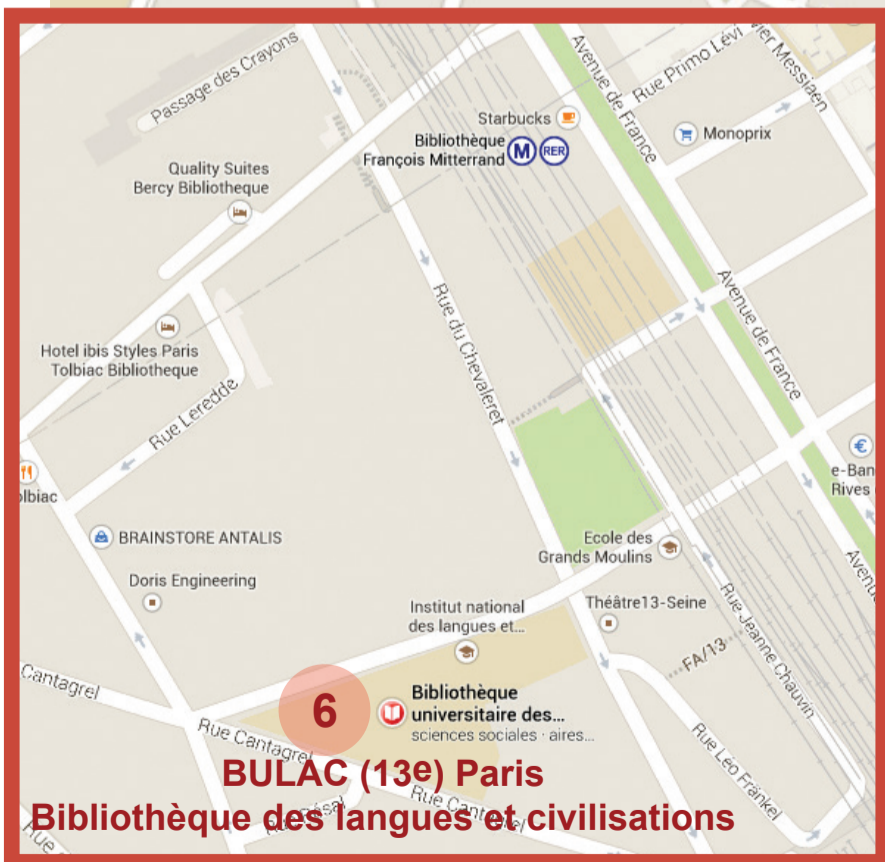 Passage des Crayons
Avenue de France
Rue Primo Lévi
Messiaen
Starbucks
Bibliothèque
François Mitterrand
M
RER
Monoprix
Quality Suites
Bercy Bibliotheque
Rue du Chevaleret
Avenue de France
Hotel ibis Styles Paris
Tolbiac Bibliotheque
Rue Leredde
e-Ban
Rives
olbiac
BRAINSTORE ANTALIS
Ecole des
Grands Moulins
Doris Engineering
Institut national
des langues et...
Théâtre13-Seine
Rue Jeanne Chauvin
FA/13
Cantagrel
6
Bibliothèque
universitaire des...
sciences sociales · aires...
Rue Cantagrel
Rue Léo Fränkel
BULAC (13e) Paris
Rue Cantagrel
Bibliothèque des langues et civilisations
Rue